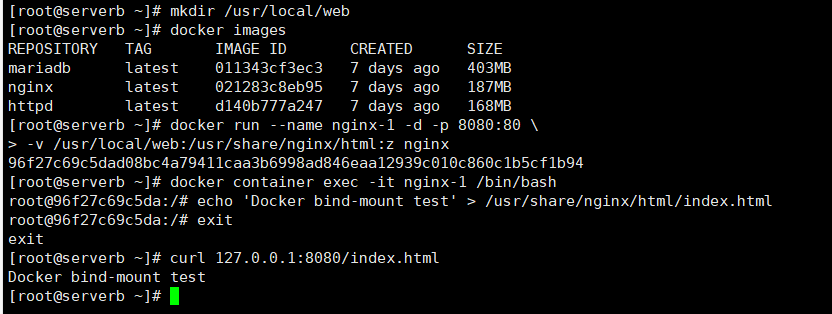 [root@serverb ~]# mkdir /usr/local/web
[root@serverb ~]# docker images
REPOSITORY   TAG       IMAGE ID       CREATED      SIZE
mariadb      latest    011343cf3ec3   7 days ago   403MB
nginx        latest    021283c8eb95   7 days ago   187MB
httpd        latest    d140b777a247   7 days ago   168MB
[root@serverb ~]# docker run --name nginx-1 -d -p 8080:80 \
> -v /usr/local/web:/usr/share/nginx/html:z nginx
96f27c69c5dad08bc4a79411caa3b6998ad846eaa12939c010c860c1b5cf1b94
[root@serverb ~]# docker container exec -it nginx-1 /bin/bash
root@96f27c69c5da:/# echo 'Docker bind-mount test' > /usr/share/nginx/html/index.html
root@96f27c69c5da:/# exit
exit
[root@serverb ~]# curl 127.0.0.1:8080/index.html
Docker bind-mount test
[root@serverb ~]#